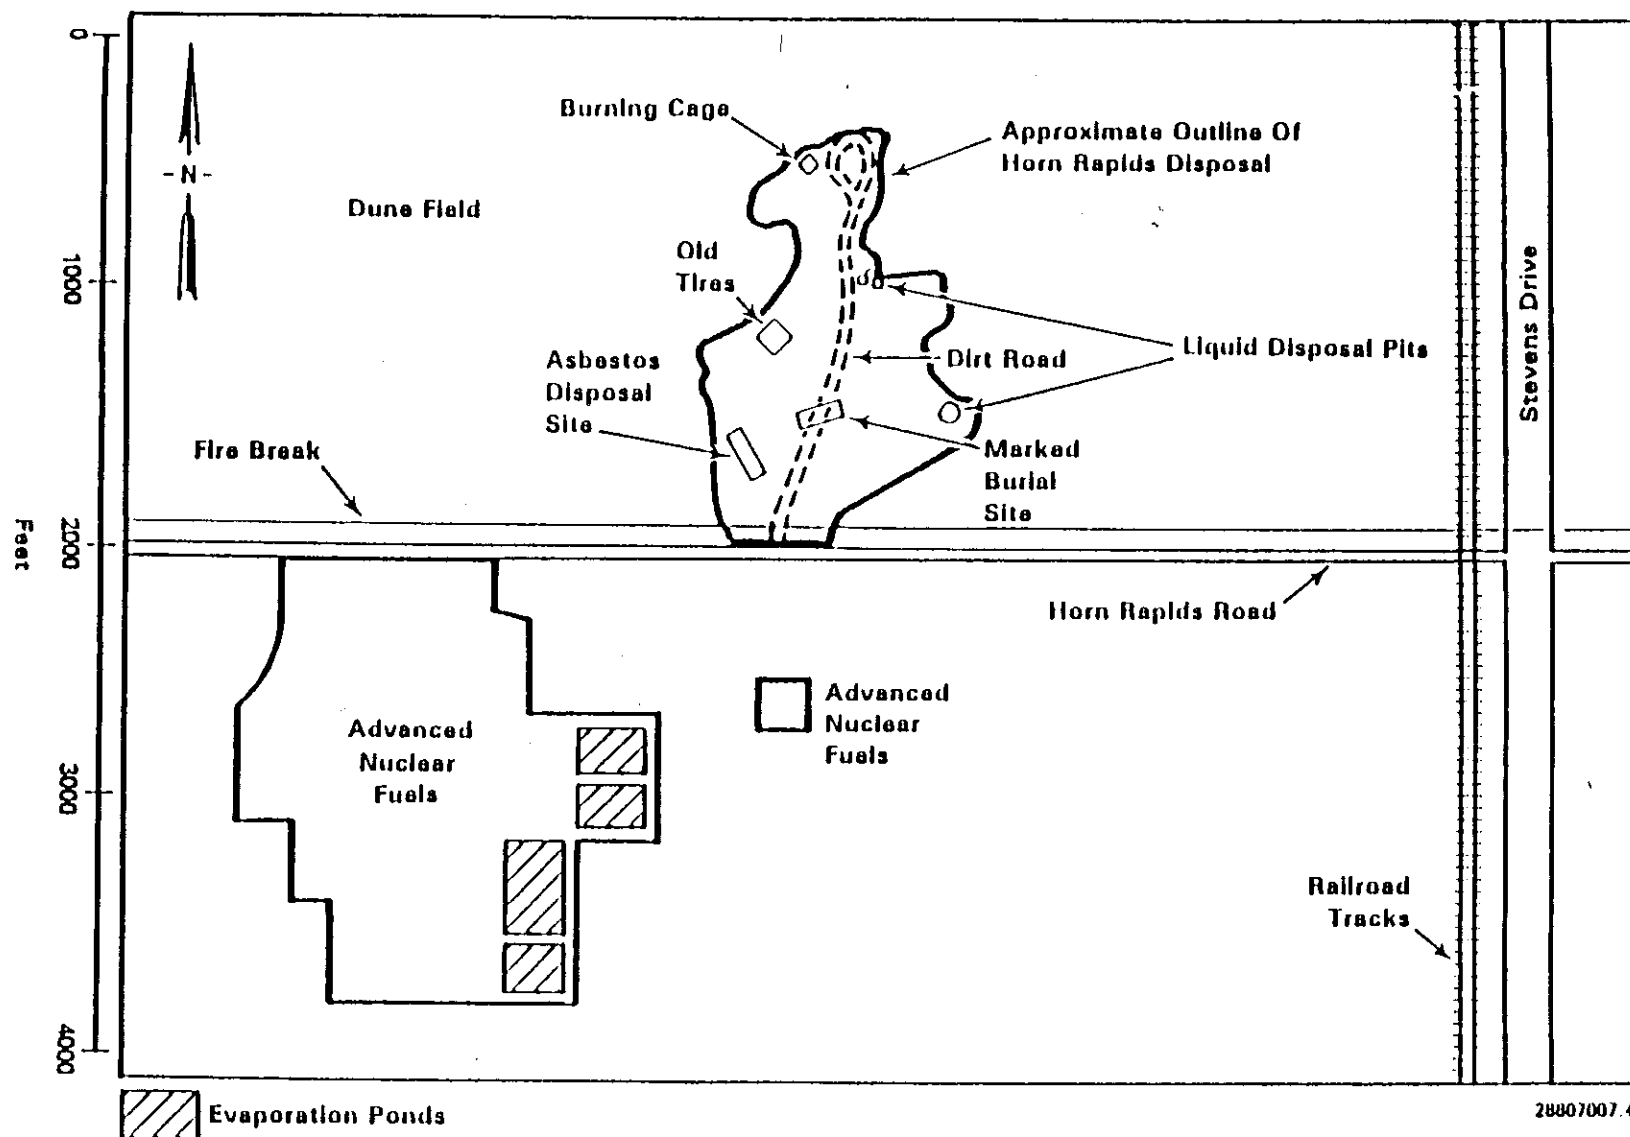 0
Burning Cage
Approximate Outline Of
Horn Rapids Disposal
-N-
Dune Field
Old
Tires
1000
Stevens Drive
Asbestos
Disposal
Site
Dirt Road
Liquid Disposal Pits
Fire Break
Marked
Burial
Site
Feet
2000
Horn Rapids Road
Advanced
Nuclear
Fuels
Advanced
Nuclear
Fuels
3000
Railroad
Tracks
4000
Evaporation Ponds
28807007.4